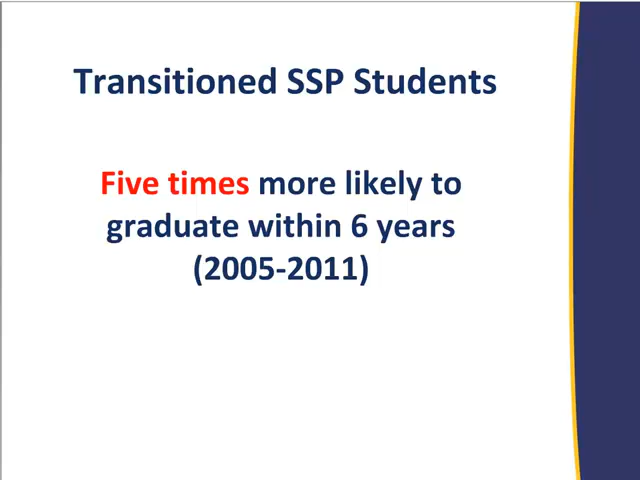 Transitioned SSP Students
Five times more likely to
graduate within 6 years
(2005-2011)